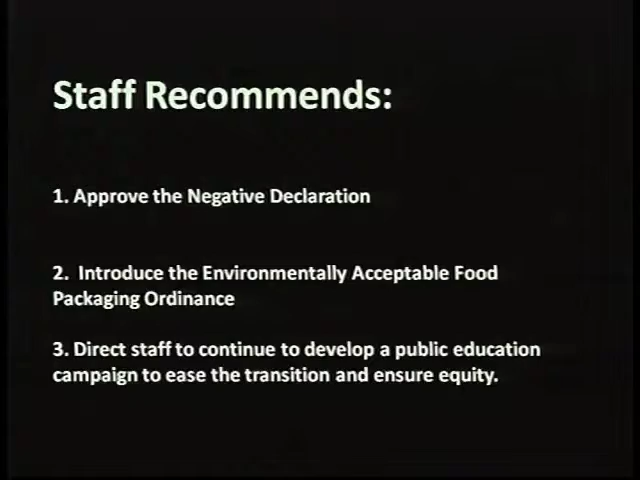 Staff Recommends:
1. Approve the Negative Declaration
2.  Introduce the Environmentally Acceptable Food
Packaging Ordinance
3. Direct staff to continue to develop a public education
campaign to ease the transition and ensure equity.